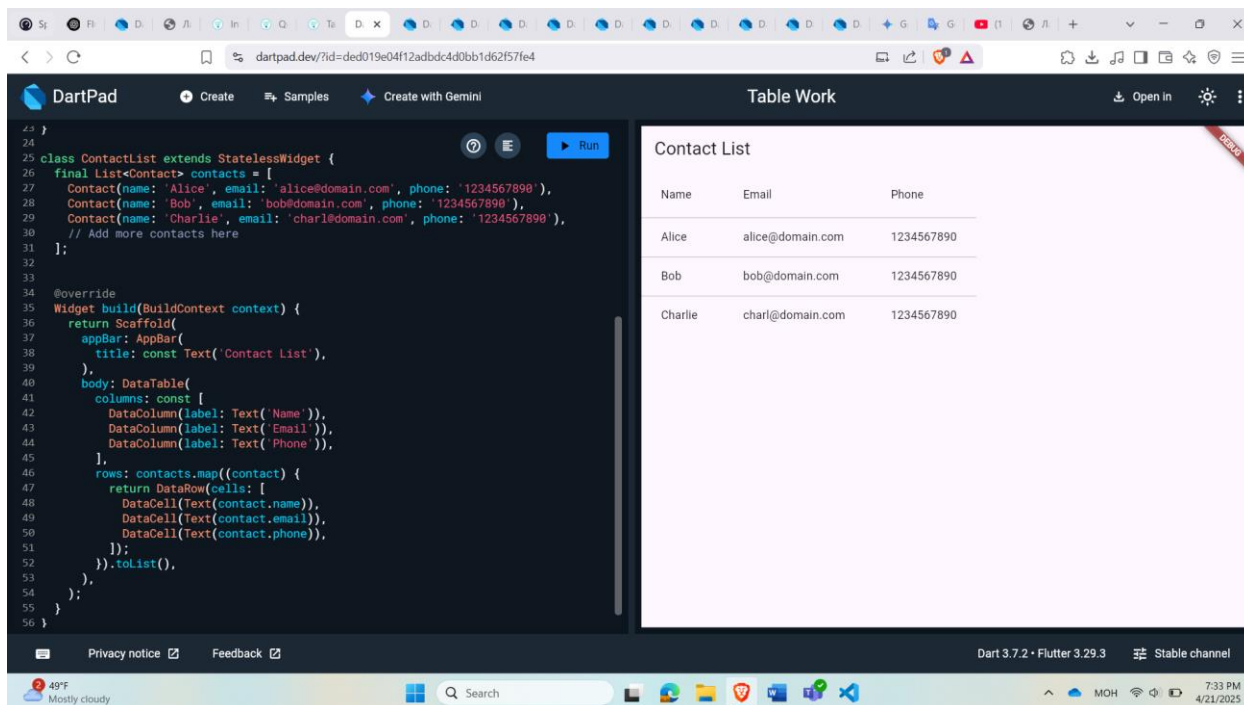 D. ×
dartpad.dev/?id=ded019e04f12adbdc4d0bb1d62f57fe4
DartPad
Create
Samples
Create with Gemini
Table Work
Open in
Run
23 }
24
25 class ContactList extends StatelessWidget {
26 final List<Contact> contacts = [
27 Contact(name: 'Alice', email: 'alice@domain.com', phone: '1234567890'),
28 Contact(name: 'Bob', email: 'bob@domain.com', phone: '1234567890'),
29 Contact(name: 'Charlie', email: 'charl@domain.com', phone: '1234567890'),
30 // Add more contacts here
31 ];
32
33
34 @override
35 Widget build(BuildContext context) {
36 return Scaffold(
37 appBar: AppBar(
38 title: const Text('Contact List'),
39 ),
40 body: DataTable(
41 columns: const [
42 DataColumn(label: Text('Name')),
43 DataColumn(label: Text('Email')),
44 DataColumn(label: Text('Phone')),
45 ],
46 rows: contacts.map((contact) {
47 return DataRow(cells: [
48 DataCell(Text(contact.name)),
49 DataCell(Text(contact.email)),
50 DataCell(Text(contact.phone)),
51 ]);
52 }).toList(),
53 ),
54 );
55 }
56 }
Contact List
DEBUG
Name Email Phone
Alice alice@domain.com 1234567890
Bob bob@domain.com 1234567890
Charlie charl@domain.com 1234567890
Privacy notice
Feedback
Dart 3.7.2 • Flutter 3.29.3
Stable channel
2
49°F
Mostly cloudy
Search
МОН
7:33 PM
4/21/2025